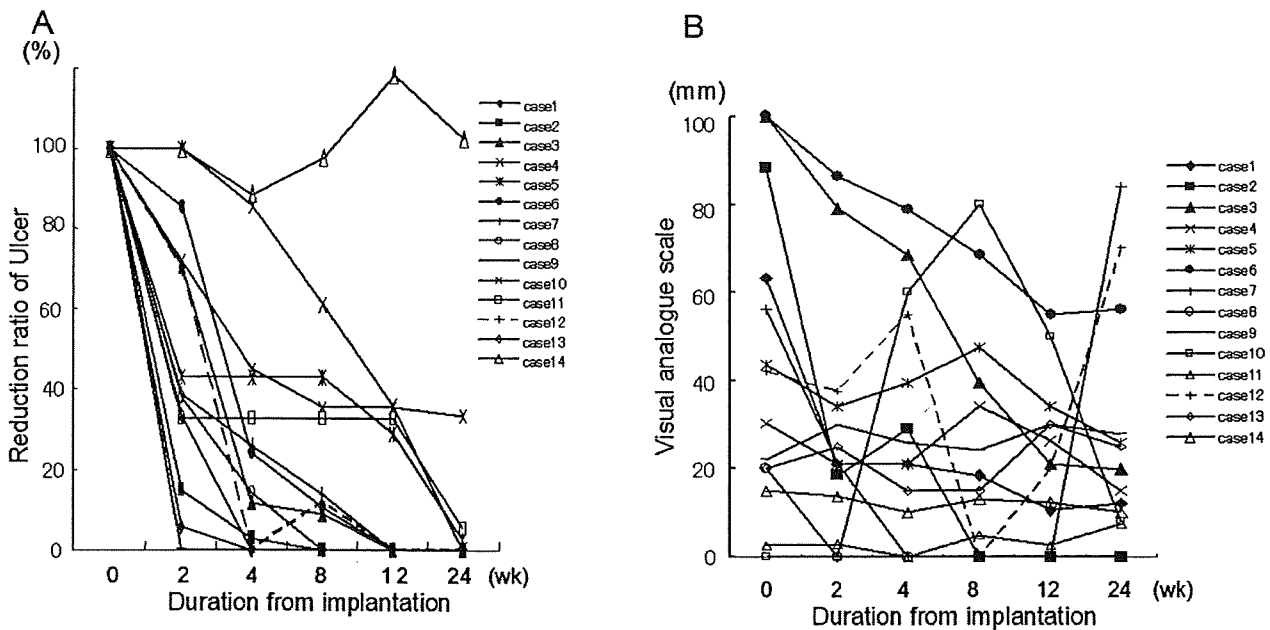 A
Reduction ratio of Ulcer
(%)
100
80
60
40
20
0
0 2 4 8 12 24 (wk)
Duration from implantation
case1
case2
case3
case4
case5
case6
case7
case8
case9
case10
case11
case12
case13
case14
B
Visual analogue scale
(mm)
100
80
60
40
20
0
0 2 4 8 12 24 (wk)
Duration from implantation
case1
case2
case3
case4
case5
case6
case7
case8
case9
case10
case11
case12
case13
case14